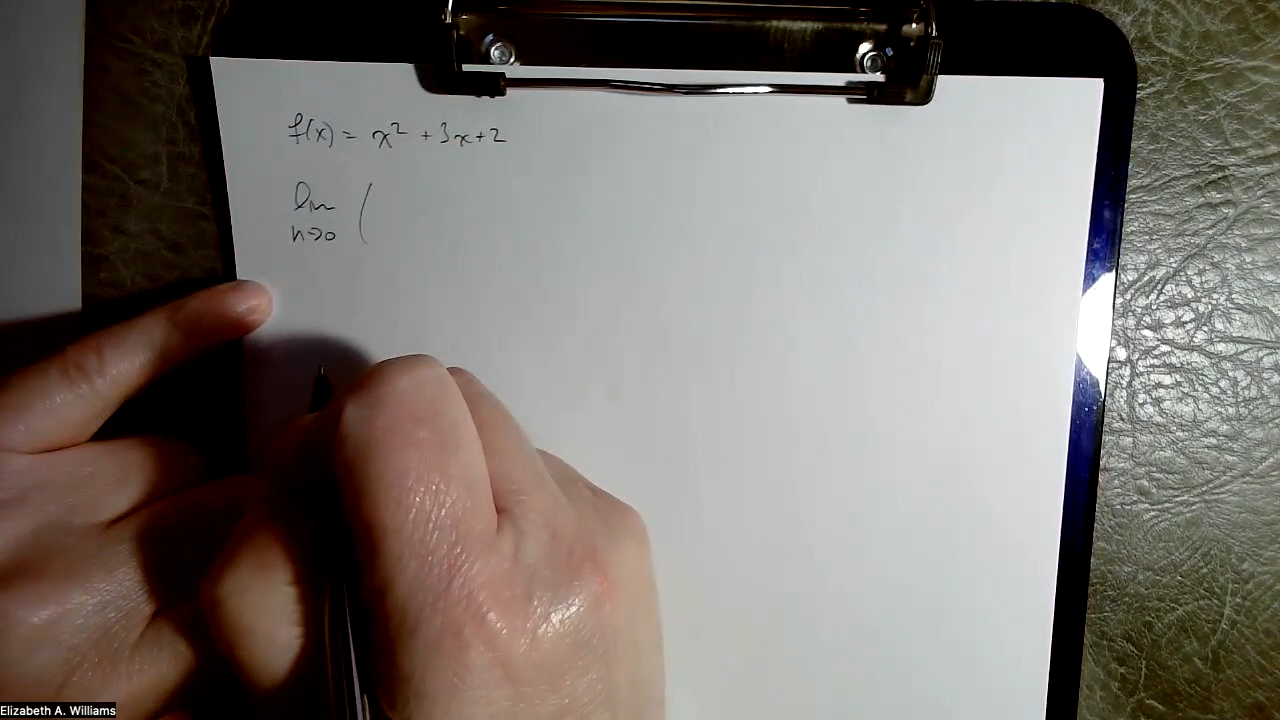 f(x) = x² + 3x + 2
lim (
h→0
Elizabeth A. Williams